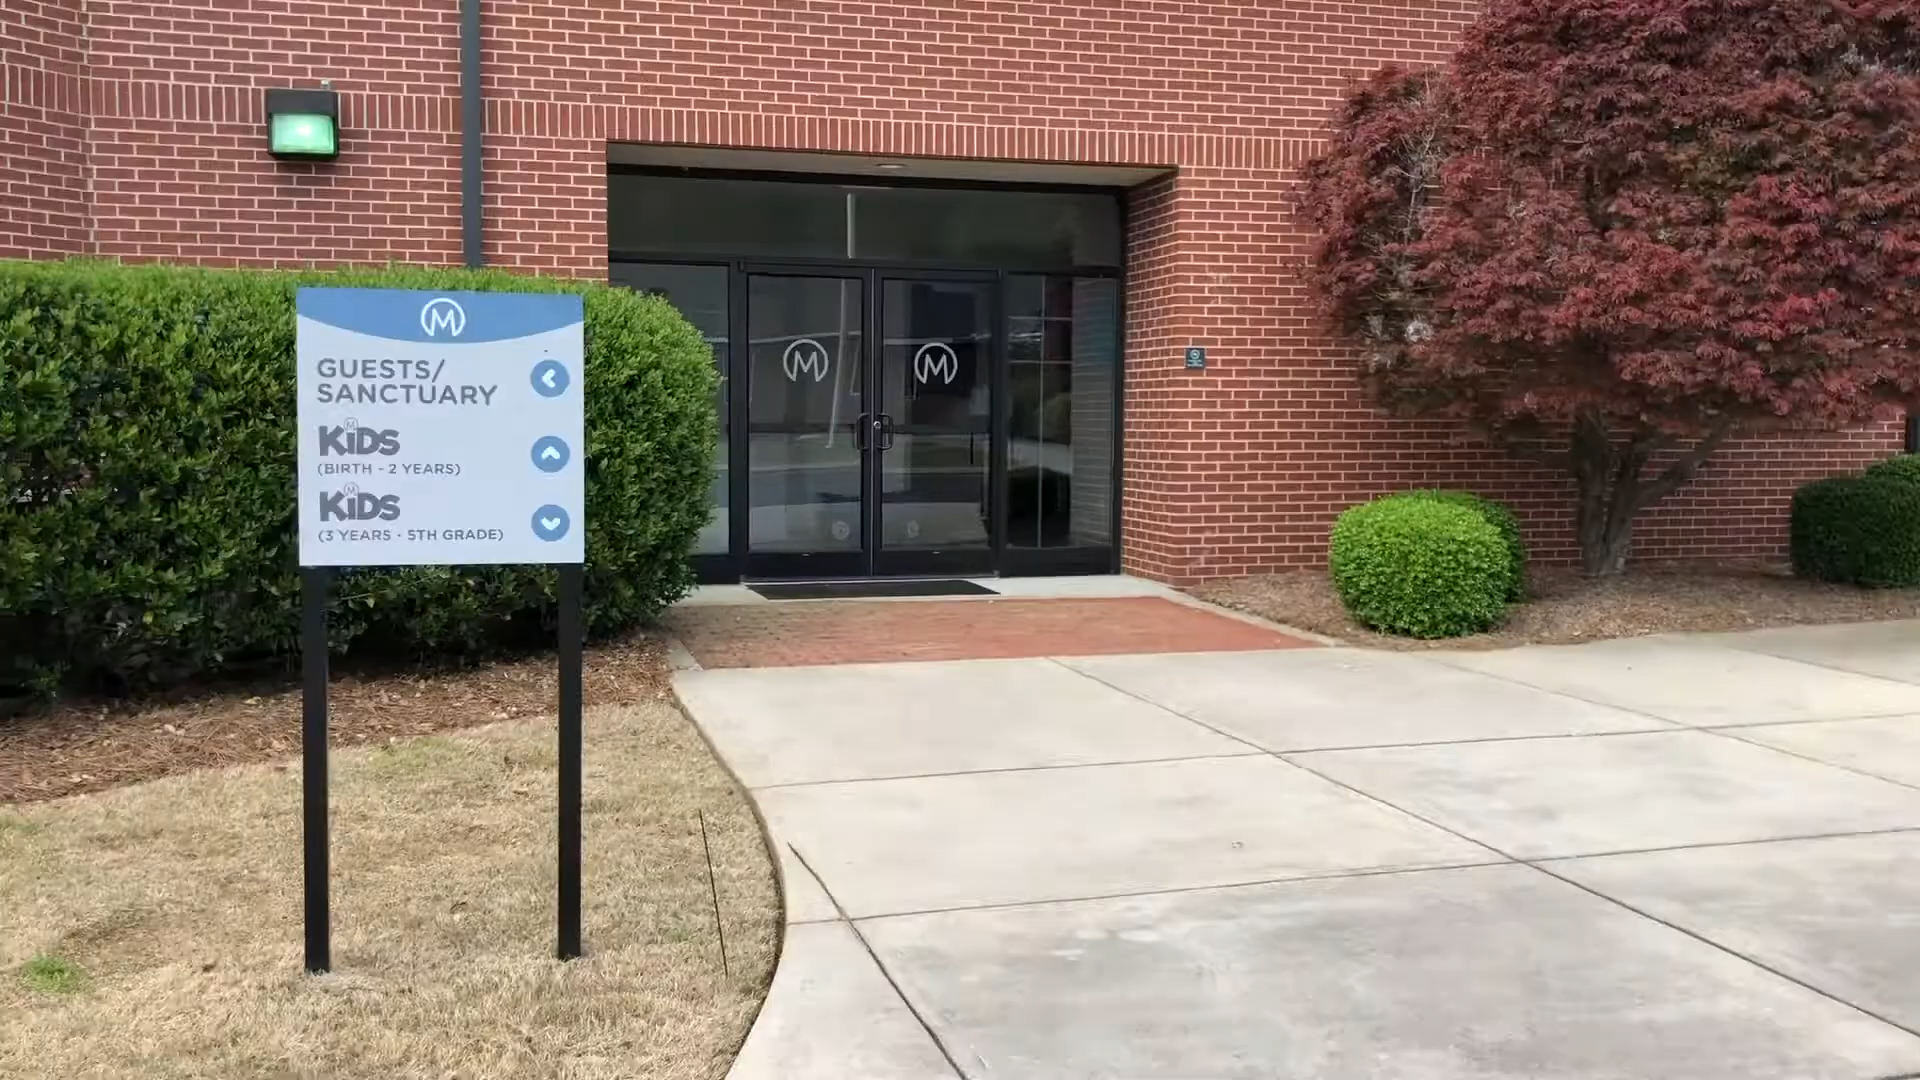 M
GUESTS/
SANCTUARY
M
KiDS
(BIRTH - 2 YEARS)
M
KiDS
(3 YEARS - 5TH GRADE)
M M